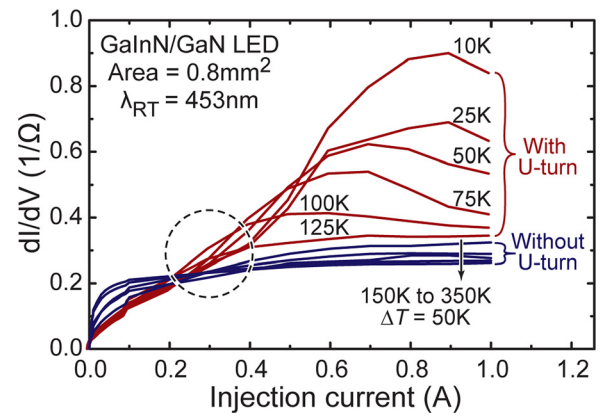 GaInN/GaN LED
Area = 0.8mm²
λRT = 453nm
10K
25K
50K
75K
100K
125K
With
U-turn
Without
U-turn
150K to 350K
ΔT = 50K
dI/dV (1/Ω)
1.0
0.8
0.6
0.4
0.2
0.0
0.0
0.2
0.4
0.6
0.8
1.0
Injection current (A)